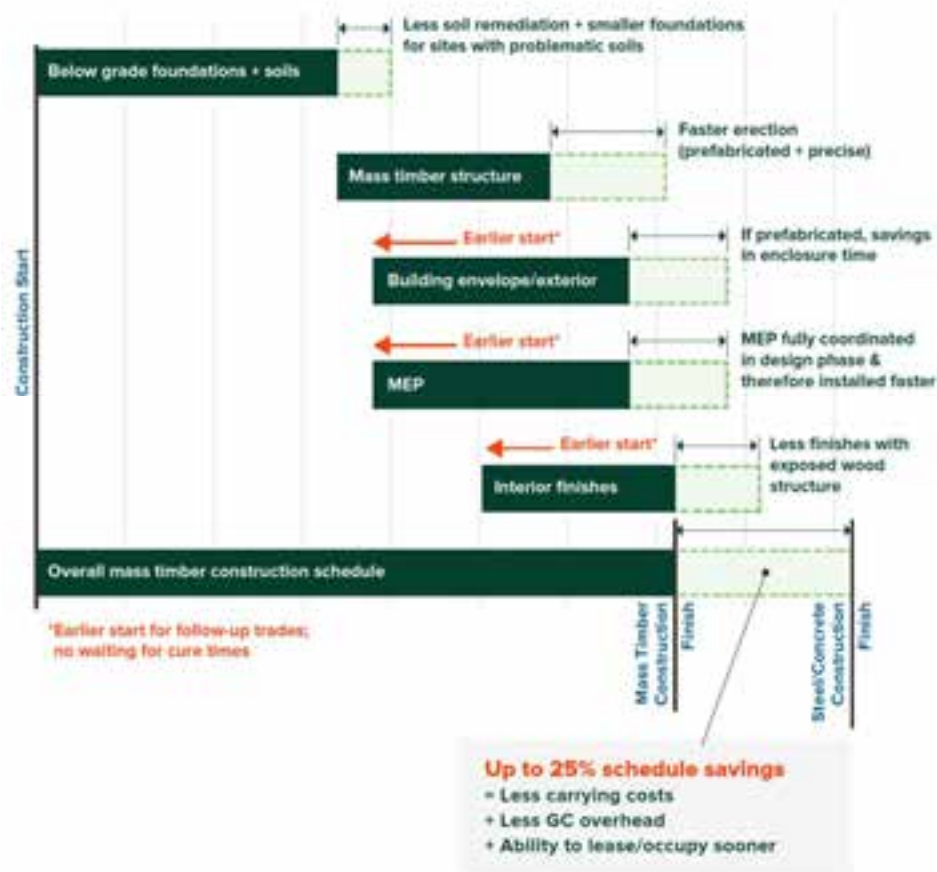 Less soil remediation + smaller foundations
for sites with problematic soils
Below grade foundations + soils
Faster erection
(prefabricated + precise)
Mass timber structure
Construction Start
Earlier start*
If prefabricated, savings
in enclosure time
Building envelope/exterior
Earlier start*
MEP fully coordinated
in design phase &
therefore installed faster
MEP
Earlier start*
Less finishes with
exposed wood
structure
Interior finishes
Overall mass timber construction schedule
*Earlier start for follow-up trades;
no waiting for cure times
Mass Timber
Construction
Finish
Steel/Concrete
Construction
Finish
Up to 25% schedule savings
= Less carrying costs
+ Less GC overhead
+ Ability to lease/occupy sooner